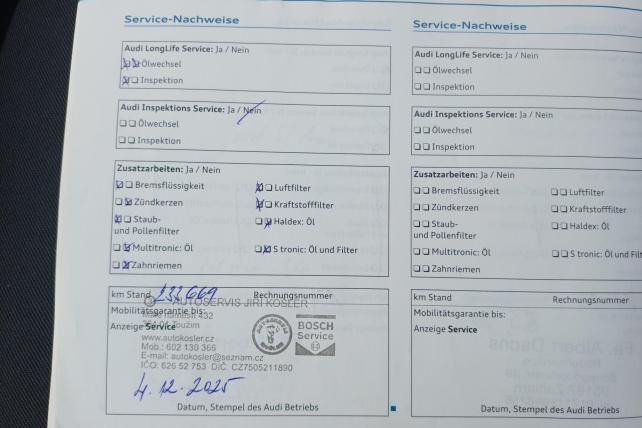 Service-Nachweise
Audi LongLife Service: Ja / Nein
Ölwechsel
Inspektion
Audi Inspektions Service: Ja / Nein
Ölwechsel
Inspektion
Zusatzarbeiten: Ja / Nein
Bremsflüssigkeit
Luftfilter
Zündkerzen
Kraftstofffilter
Staub-
und Pollenfilter
Haldex: Öl
Multitronic: Öl
S tronic: Öl und Filter
Zahnriemen
km Stand 233 669
Rechnungsnummer
AUTOSERVIS JIRI KOSLER
Mobilitätsgarantie bis:
432
Toužim
Anzeige Service
www.autokosler.cz
Mob.: 602 130 366
E-mail: autokosler@seznam.cz
IČO: 626 52 753 DIČ: CZ7505211890
BOSCH
Service
4.12.2025
Datum, Stempel des Audi Betriebs
Service-Nachweise
Audi LongLife Service: Ja / Nein
Ölwechsel
Inspektion
Audi Inspektions Service: Ja / Nein
Ölwechsel
Inspektion
Zusatzarbeiten: Ja / Nein
Bremsflüssigkeit
Luftfilter
Zündkerzen
Kraftstofffilter
Staub-
und Pollenfilter
Haldex: Öl
Multitronic: Öl
S tronic: Öl und Filt
Zahnriemen
km Stand
Rechnungsnummer
Mobilitätsgarantie bis:
Anzeige Service
Datum, Stempel des Audi Betriebs